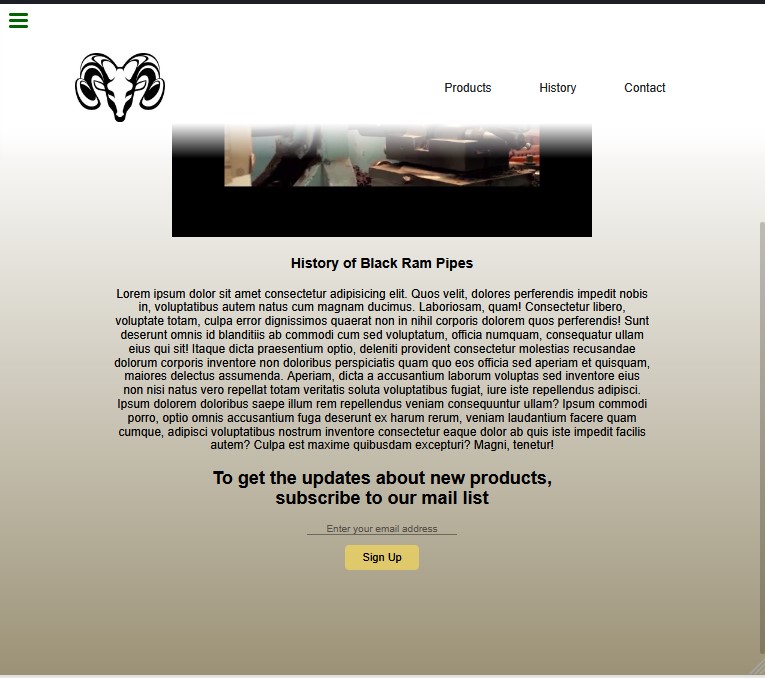 Products History Contact
History of Black Ram Pipes
Lorem ipsum dolor sit amet consectetur adipisicing elit. Quos velit, dolores perferendis impedit nobis
in, voluptatibus autem natus cum magnam ducimus. Laboriosam, quam! Consectetur libero,
voluptate totam, culpa error dignissimos quaerat non in nihil corporis dolorem quos perferendis! Sunt
deserunt omnis id blanditiis ab commodi cum sed voluptatum, officia numquam, consequatur ullam
eius qui sit! Itaque dicta praesentium optio, deleniti provident consectetur molestias recusandae
dolorum corporis inventore non doloribus perspiciatis quam quo eos officia sed aperiam et quisquam,
maiores delectus assumenda. Aperiam, dicta a accusantium laborum voluptas sed inventore eius
non nisi natus vero repellat totam veritatis soluta voluptatibus fugiat, iure iste repellendus adipisci.
Ipsum dolorem doloribus saepe illum rem repellendus veniam consequuntur ullam? Ipsum commodi
porro, optio omnis accusantium fuga deserunt ex harum rerum, veniam laudantium facere quam
cumque, adipisci voluptatibus nostrum inventore consectetur eaque dolor ab quis iste impedit facilis
autem? Culpa est maxime quibusdam excepturi? Magni, tenetur!
To get the updates about new products,
subscribe to our mail list
Enter your email address
Sign Up